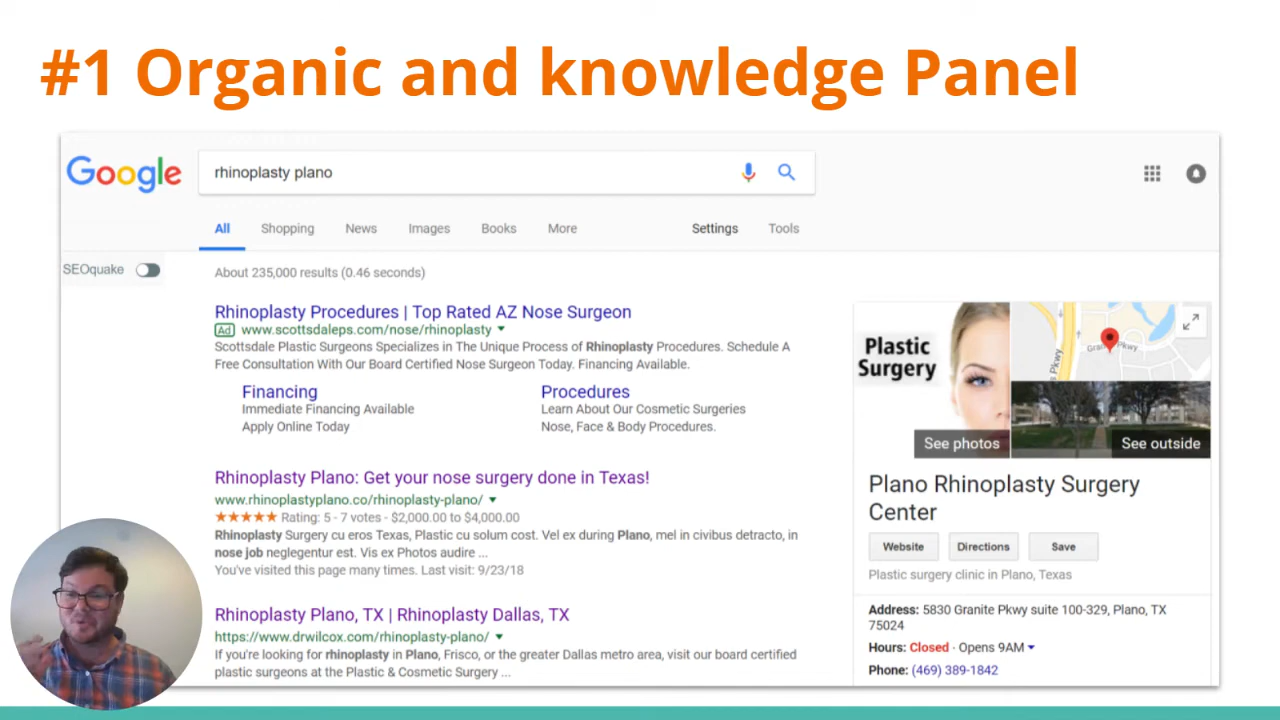 #1 Organic and knowledge Panel
Google
rhinoplasty plano
All
Shopping
News
Images
Books
More
Settings
Tools
SEOquake
About 235,000 results (0.46 seconds)
Rhinoplasty Procedures | Top Rated AZ Nose Surgeon
Ad www.scottsdaleps.com/nose/rhinoplasty
Scottsdale Plastic Surgeons Specializes in The Unique Process of Rhinoplasty Procedures. Schedule A
Free Consultation With Our Board Certified Nose Surgeon Today. Financing Available.
Financing
Immediate Financing Available
Apply Online Today
Procedures
Learn About Our Cosmetic Surgeries
Nose, Face & Body Procedures.
Rhinoplasty Plano: Get your nose surgery done in Texas!
www.rhinoplastyplano.co/rhinoplasty-plano/
Rating: 5 - 7 votes - $2,000.00 to $4,000.00
Rhinoplasty Surgery cu eros Texas, Plastic cu solum cost. Vel ex during Plano, mel in civibus detracto, in
nose job neglegentur est. Vis ex Photos audire ...
You've visited this page many times. Last visit: 9/23/18
Rhinoplasty Plano, TX | Rhinoplasty Dallas, TX
https://www.drwilcox.com/rhinoplasty-plano/
If you're looking for rhinoplasty in Plano, Frisco, or the greater Dallas metro area, visit our board certified
plastic surgeons at the Plastic & Cosmetic Surgery ...
Plastic
Surgery
See photos
See outside
Plano Rhinoplasty Surgery
Center
Website
Directions
Save
Plastic surgery clinic in Plano, Texas
Address: 5830 Granite Pkwy suite 100-329, Plano, TX
75024
Hours: Closed · Opens 9AM
Phone: (469) 389-1842